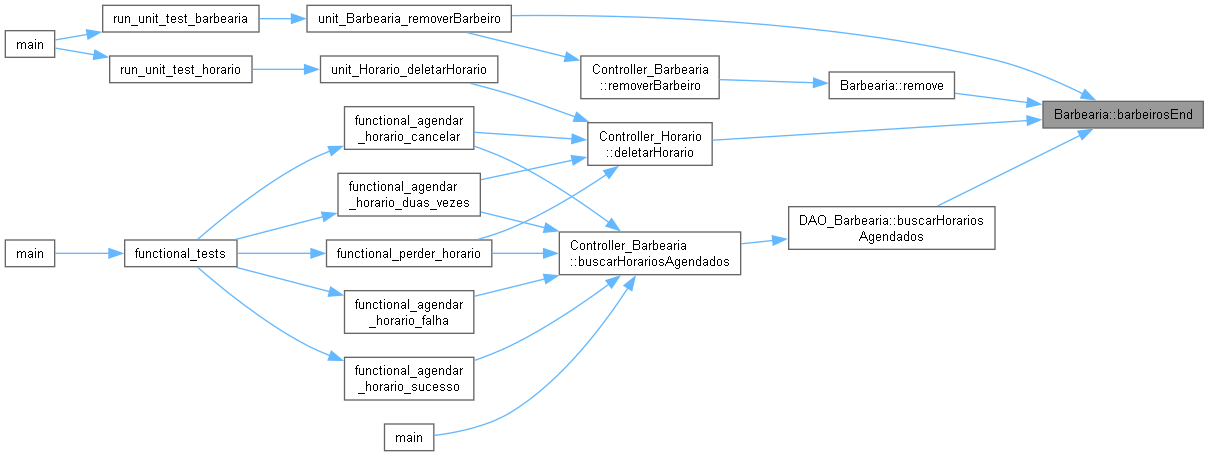 run_unit_test_barbearia
unit_Barbearia_removerBarbeiro
main
run_unit_test_horario
unit_Horario_deletarHorario
Controller_Barbearia
::removerBarbeiro
Barbearia::remove
Barbearia::barbeirosEnd
functional_agendar
_horario_cancelar
Controller_Horario
::deletarHorario
functional_agendar
_horario_duas_vezes
DAO_Barbearia::buscarHorarios
Agendados
main
functional_tests
functional_perder_horario
Controller_Barbearia
::buscarHorariosAgendados
functional_agendar
_horario_falha
functional_agendar
_horario_sucesso
main